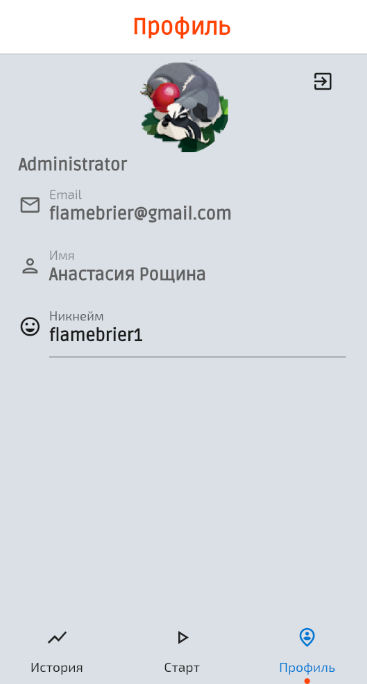 Профиль
Administrator
Email
flamebrier@gmail.com
Имя
Анастасия Рощина
Никнейм
flamebrier1
История
Старт
Профиль